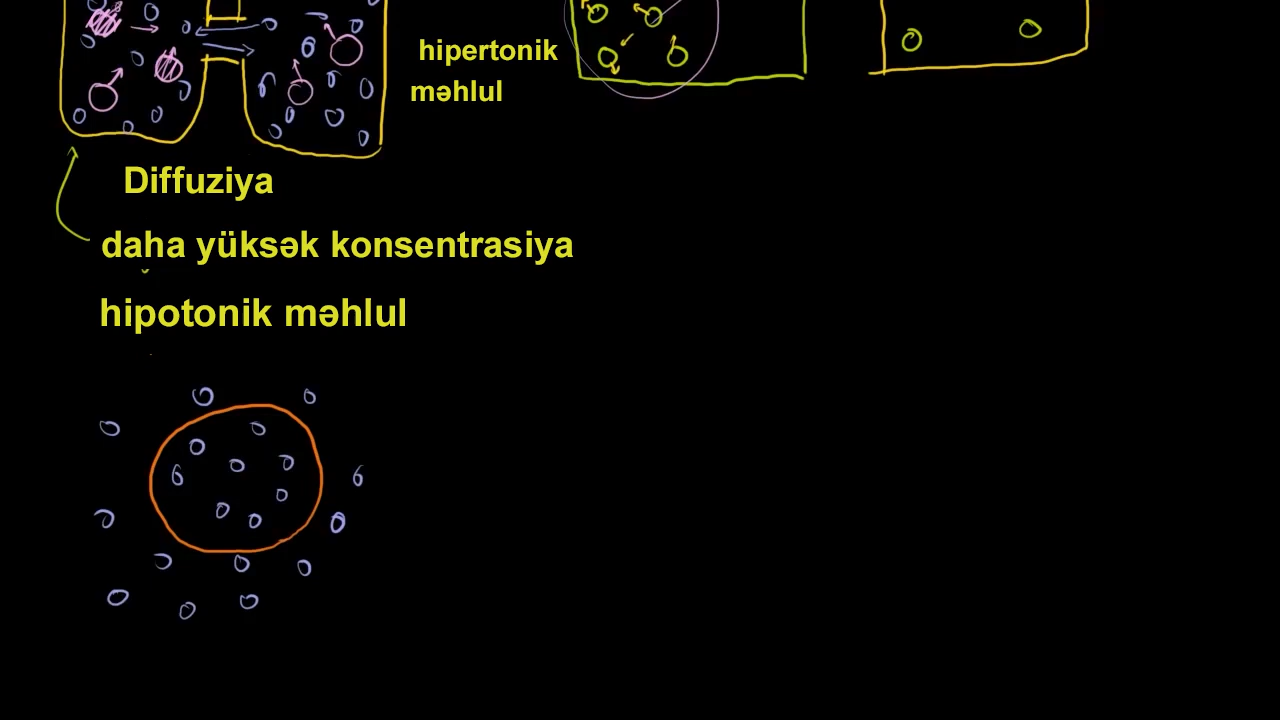 hipertonik
məhlul
Diffuziya
daha yüksək konsentrasiya
hipotonik məhlul